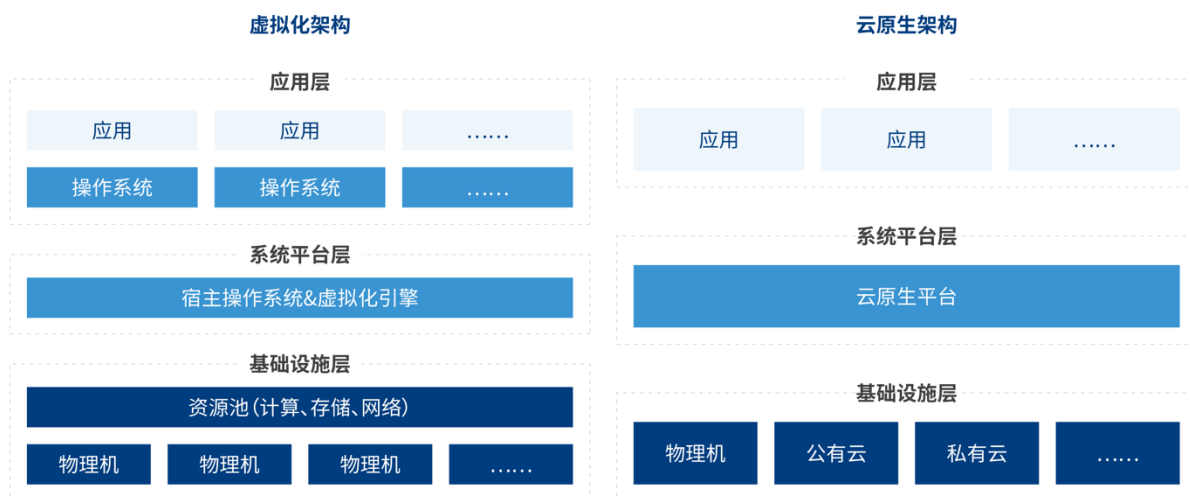 虚拟化架构
应用层
应用 应用 ……
操作系统 操作系统 ……
系统平台层
宿主操作系统&虚拟化引擎
基础设施层
资源池(计算、存储、网络)
物理机 物理机 物理机 ……
云原生架构
应用层
应用 应用 ……
系统平台层
云原生平台
基础设施层
物理机 公有云 私有云 ……